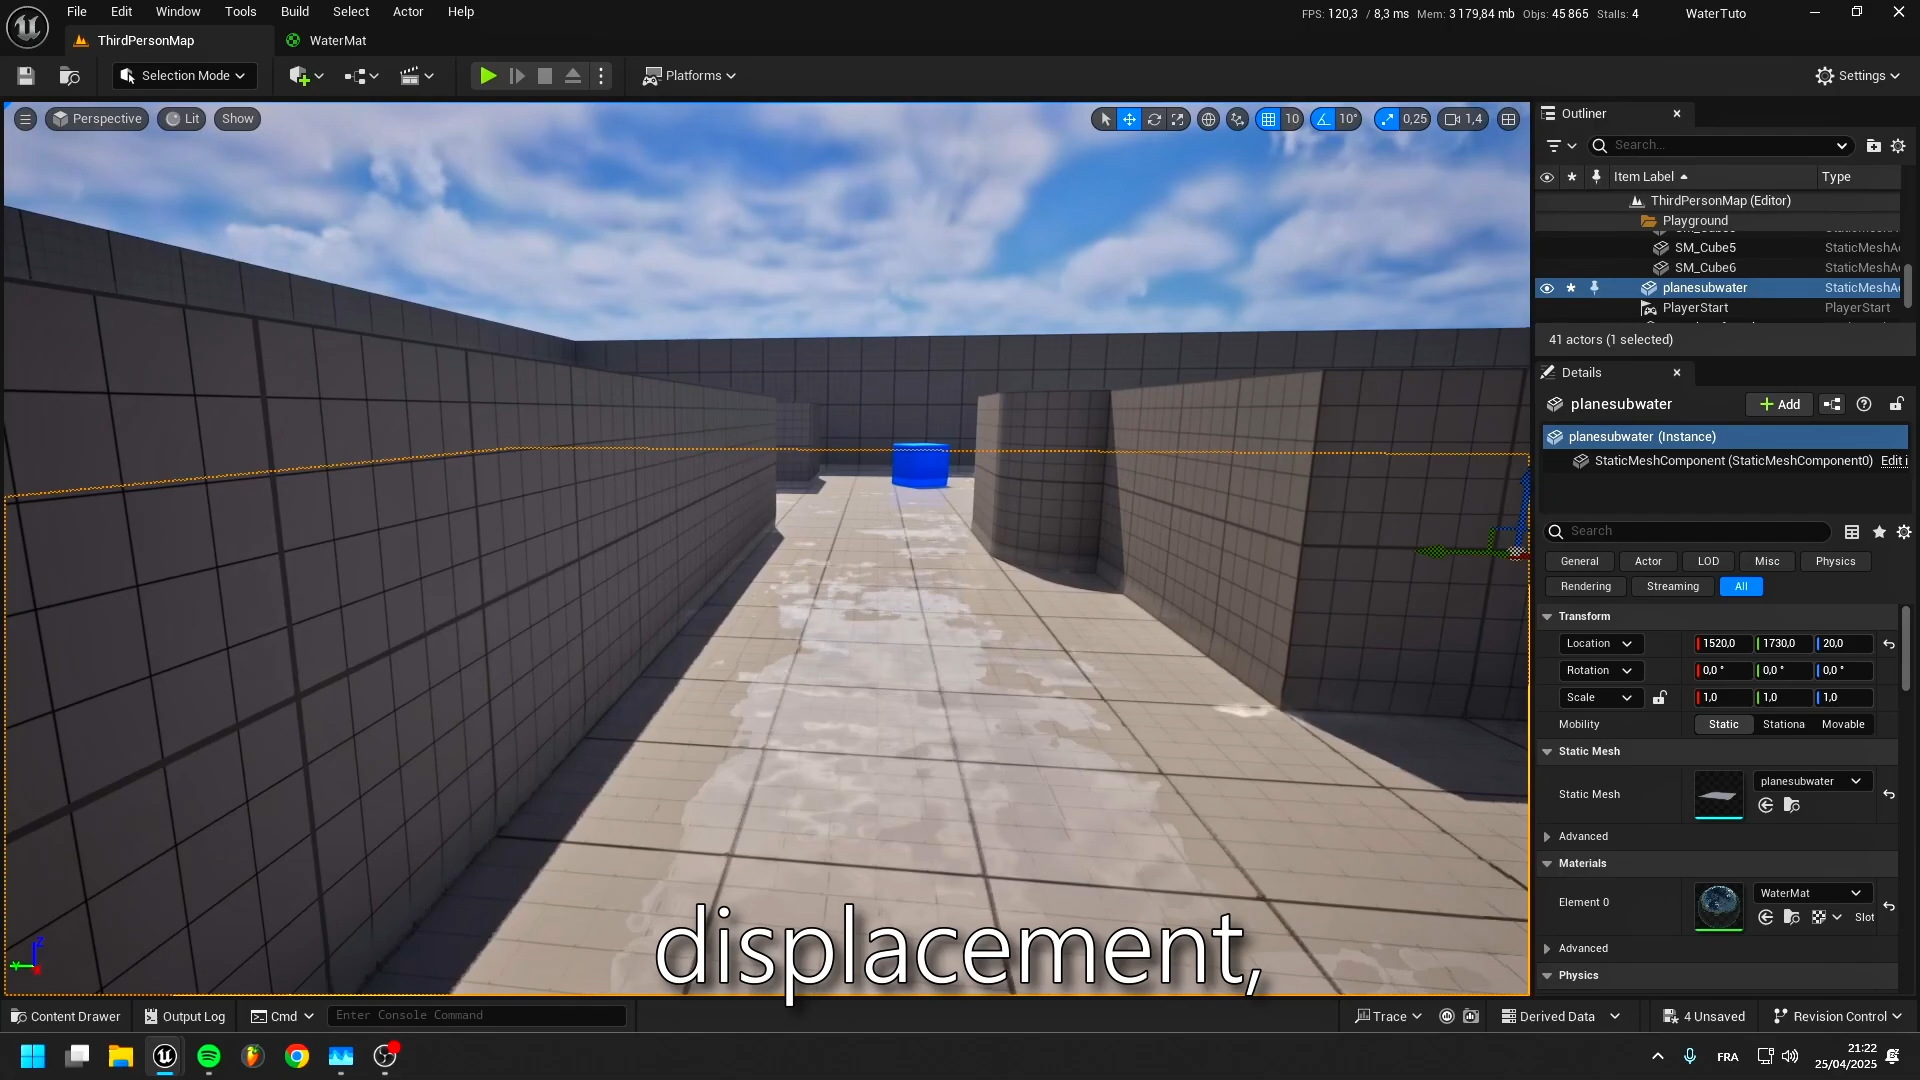 File Edit Window Tools Build Select Actor Help
FPS: 120,3 / 8,3 ms Mem: 3 179,84 mb Objs: 45 865 Stalls: 4 WaterTuto
ThirdPersonMap WaterMat
Selection Mode Platforms Settings
Perspective Lit Show 10 10° 0,25 1,4
Outliner
Search...
Item Label Type
ThirdPersonMap (Editor)
Playground
SM_Cube5 StaticMeshA
SM_Cube6 StaticMeshA
planesubwater StaticMeshA
PlayerStart PlayerStart
41 actors (1 selected)
Details
planesubwater Add
planesubwater (Instance)
StaticMeshComponent (StaticMeshComponent0) Edit i
Search
General Actor LOD Misc Physics
Rendering Streaming All
Transform
Location 1520,0 1730,0 20,0
Rotation 0,0 ° 0,0 ° 0,0 °
Scale 1,0 1,0 1,0
Mobility Static Stationa Movable
Static Mesh
Static Mesh planesubwater
Advanced
Materials
Element 0 WaterMat
Slot
Advanced
Physics
displacement,
Content Drawer Output Log Cmd Enter Console Command Trace Derived Data 4 Unsaved Revision Control
FRA 21:22
25/04/2025